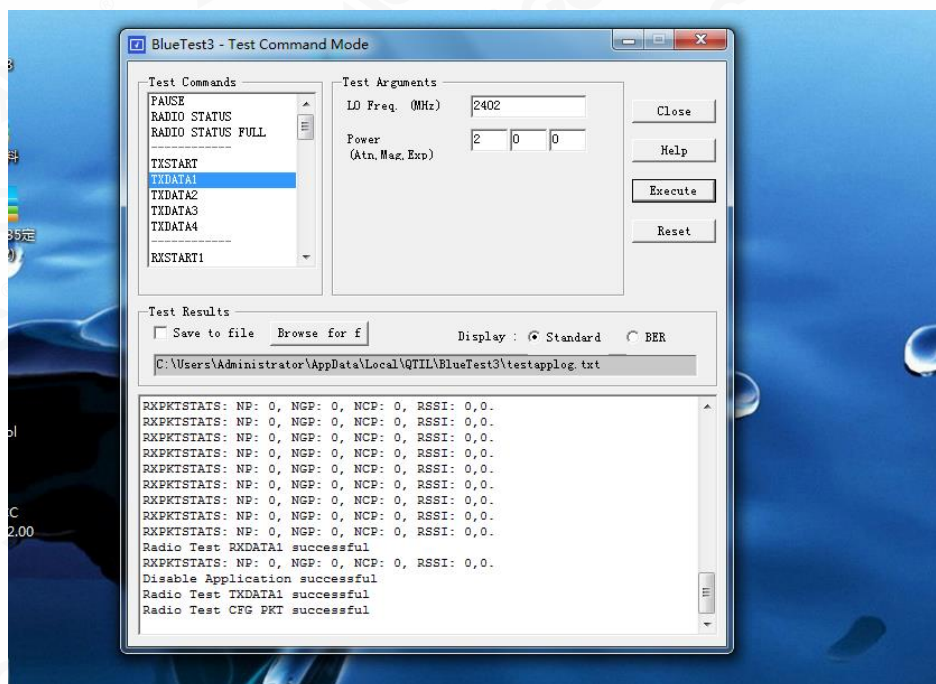 BlueTest3 - Test Command Mode
Test Commands
PAUSE
RADIO STATUS
RADIO STATUS FULL
------------
TXSTART
TXDATA1
TXDATA2
TXDATA3
TXDATA4
------------
RXSTART1
Test Arguments
LO Freq. (MHz) 2402
Power 2 0 0
(Atn, Mag, Exp)
Close
Help
Execute
Reset
Test Results
Save to file Browse for f Display : Standard BER
C:\Users\Administrator\AppData\Local\QTIL\BlueTest3\testapplog.txt
RXPKTSTATS: NP: 0, NGP: 0, NCP: 0, RSSI: 0,0.
RXPKTSTATS: NP: 0, NGP: 0, NCP: 0, RSSI: 0,0.
RXPKTSTATS: NP: 0, NGP: 0, NCP: 0, RSSI: 0,0.
RXPKTSTATS: NP: 0, NGP: 0, NCP: 0, RSSI: 0,0.
RXPKTSTATS: NP: 0, NGP: 0, NCP: 0, RSSI: 0,0.
RXPKTSTATS: NP: 0, NGP: 0, NCP: 0, RSSI: 0,0.
RXPKTSTATS: NP: 0, NGP: 0, NCP: 0, RSSI: 0,0.
RXPKTSTATS: NP: 0, NGP: 0, NCP: 0, RSSI: 0,0.
RXPKTSTATS: NP: 0, NGP: 0, NCP: 0, RSSI: 0,0.
Radio Test RXDATA1 successful
RXPKTSTATS: NP: 0, NGP: 0, NCP: 0, RSSI: 0,0.
Disable Application successful
Radio Test TXDATA1 successful
Radio Test CFG PKT successful
科
35定
ol
C
2.00